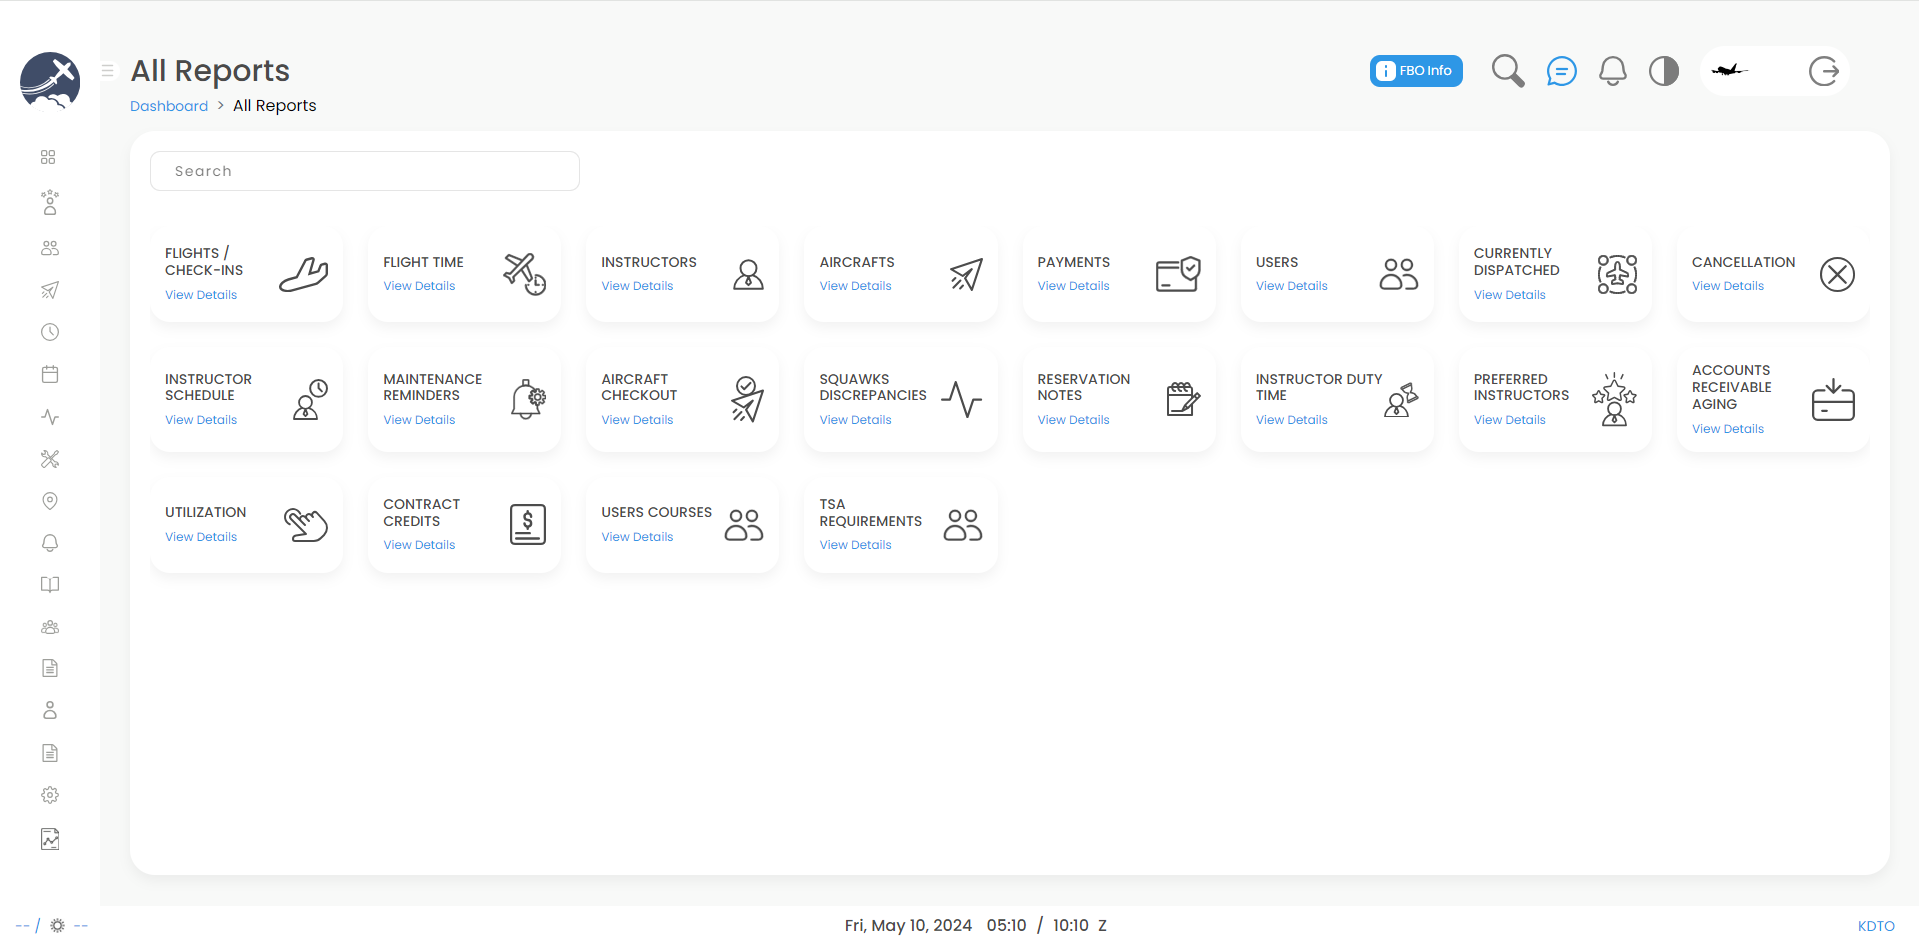 All Reports
FBO Info
Dashboard > All Reports
Search
FLIGHTS /
CHECK-INS
View Details
FLIGHT TIME
View Details
INSTRUCTORS
View Details
AIRCRAFTS
View Details
PAYMENTS
View Details
USERS
View Details
CURRENTLY
DISPATCHED
View Details
CANCELLATION
View Details
INSTRUCTOR
SCHEDULE
View Details
MAINTENANCE
REMINDERS
View Details
AIRCRAFT
CHECKOUT
View Details
SQUAWKS
DISCREPANCIES
View Details
RESERVATION
NOTES
View Details
INSTRUCTOR DUTY
TIME
View Details
PREFERRED
INSTRUCTORS
View Details
ACCOUNTS
RECEIVABLE
AGING
View Details
UTILIZATION
View Details
CONTRACT
CREDITS
View Details
USERS COURSES
View Details
TSA
REQUIREMENTS
View Details
-- / --
Fri, May 10, 2024 05:10 / 10:10 Z
KDTO